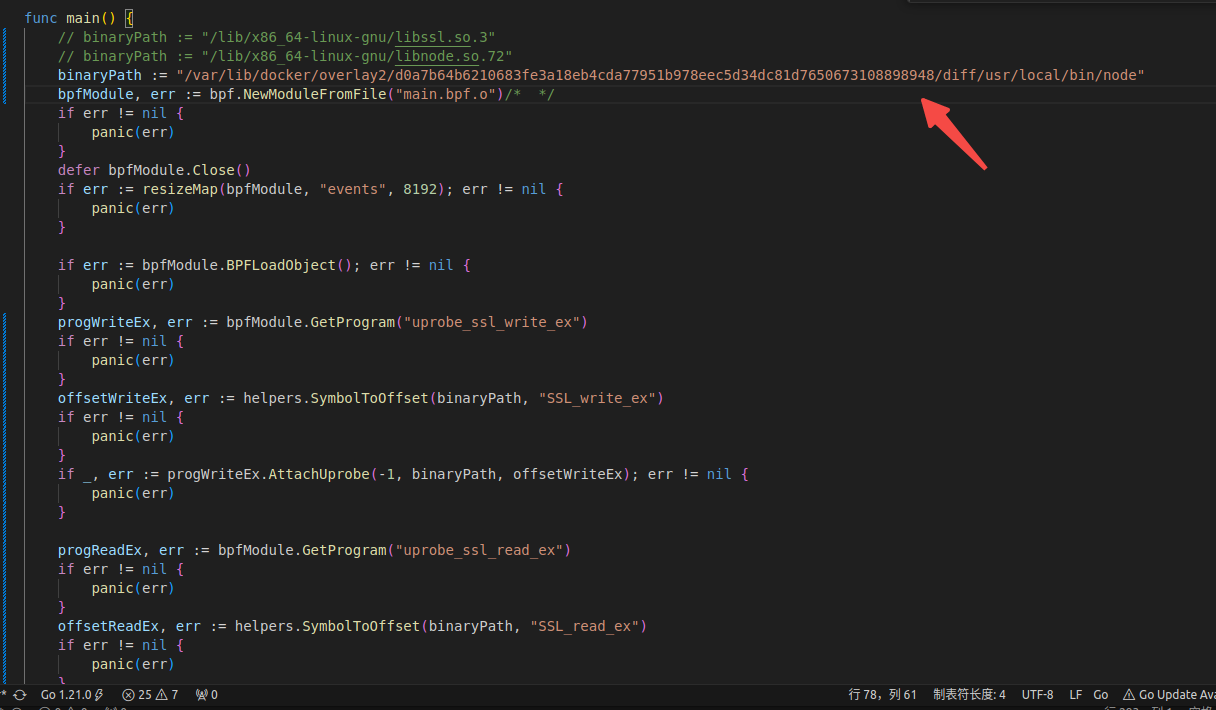 func main() {
// binaryPath := "/lib/x86_64-linux-gnu/libssl.so.3"
// binaryPath := "/lib/x86_64-linux-gnu/libnode.so.72"
binaryPath := "/var/lib/docker/overlay2/d0a7b64b6210683fe3a18eb4cda77951b978eec5d34dc81d7650673108898948/diff/usr/local/bin/node"
bpfModule, err := bpf.NewModuleFromFile("main.bpf.o")/*  */
if err != nil {
panic(err)
}
defer bpfModule.Close()
if err := resizeMap(bpfModule, "events", 8192); err != nil {
panic(err)
}
if err := bpfModule.BPFLoadObject(); err != nil {
panic(err)
}
progWriteEx, err := bpfModule.GetProgram("uprobe_ssl_write_ex")
if err != nil {
panic(err)
}
offsetWriteEx, err := helpers.SymbolToOffset(binaryPath, "SSL_write_ex")
if err != nil {
panic(err)
}
if _, err := progWriteEx.AttachUprobe(-1, binaryPath, offsetWriteEx); err != nil {
panic(err)
}
progReadEx, err := bpfModule.GetProgram("uprobe_ssl_read_ex")
if err != nil {
panic(err)
}
offsetReadEx, err := helpers.SymbolToOffset(binaryPath, "SSL_read_ex")
if err != nil {
panic(err)
}
* Go 1.21.0 25 7 0 行 78，列 61 制表符长度: 4 UTF-8 LF Go Go Update Ava